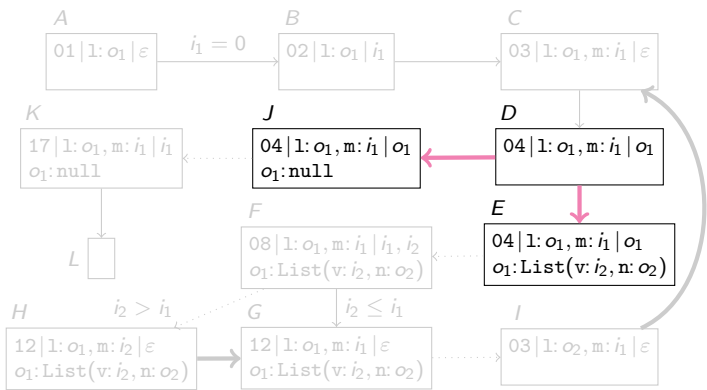 A
B
C
01 | l: o₁ | ε
i₁ = 0
02 | l: o₁ | i₁
03 | l: o₁, m: i₁ | ε
K
J
D
17 | l: o₁, m: i₁ | i₁
o₁: null
04 | l: o₁, m: i₁ | o₁
o₁: null
04 | l: o₁, m: i₁ | o₁
F
E
L
08 | l: o₁, m: i₁ | i₁, i₂
o₁: List(v: i₂, n: o₂)
04 | l: o₁, m: i₁ | o₁
o₁: List(v: i₂, n: o₂)
H
i₂ > i₁
G
i₂ ≤ i₁
I
12 | l: o₁, m: i₂ | ε
o₁: List(v: i₂, n: o₂)
12 | l: o₁, m: i₁ | ε
o₁: List(v: i₂, n: o₂)
03 | l: o₂, m: i₁ | ε